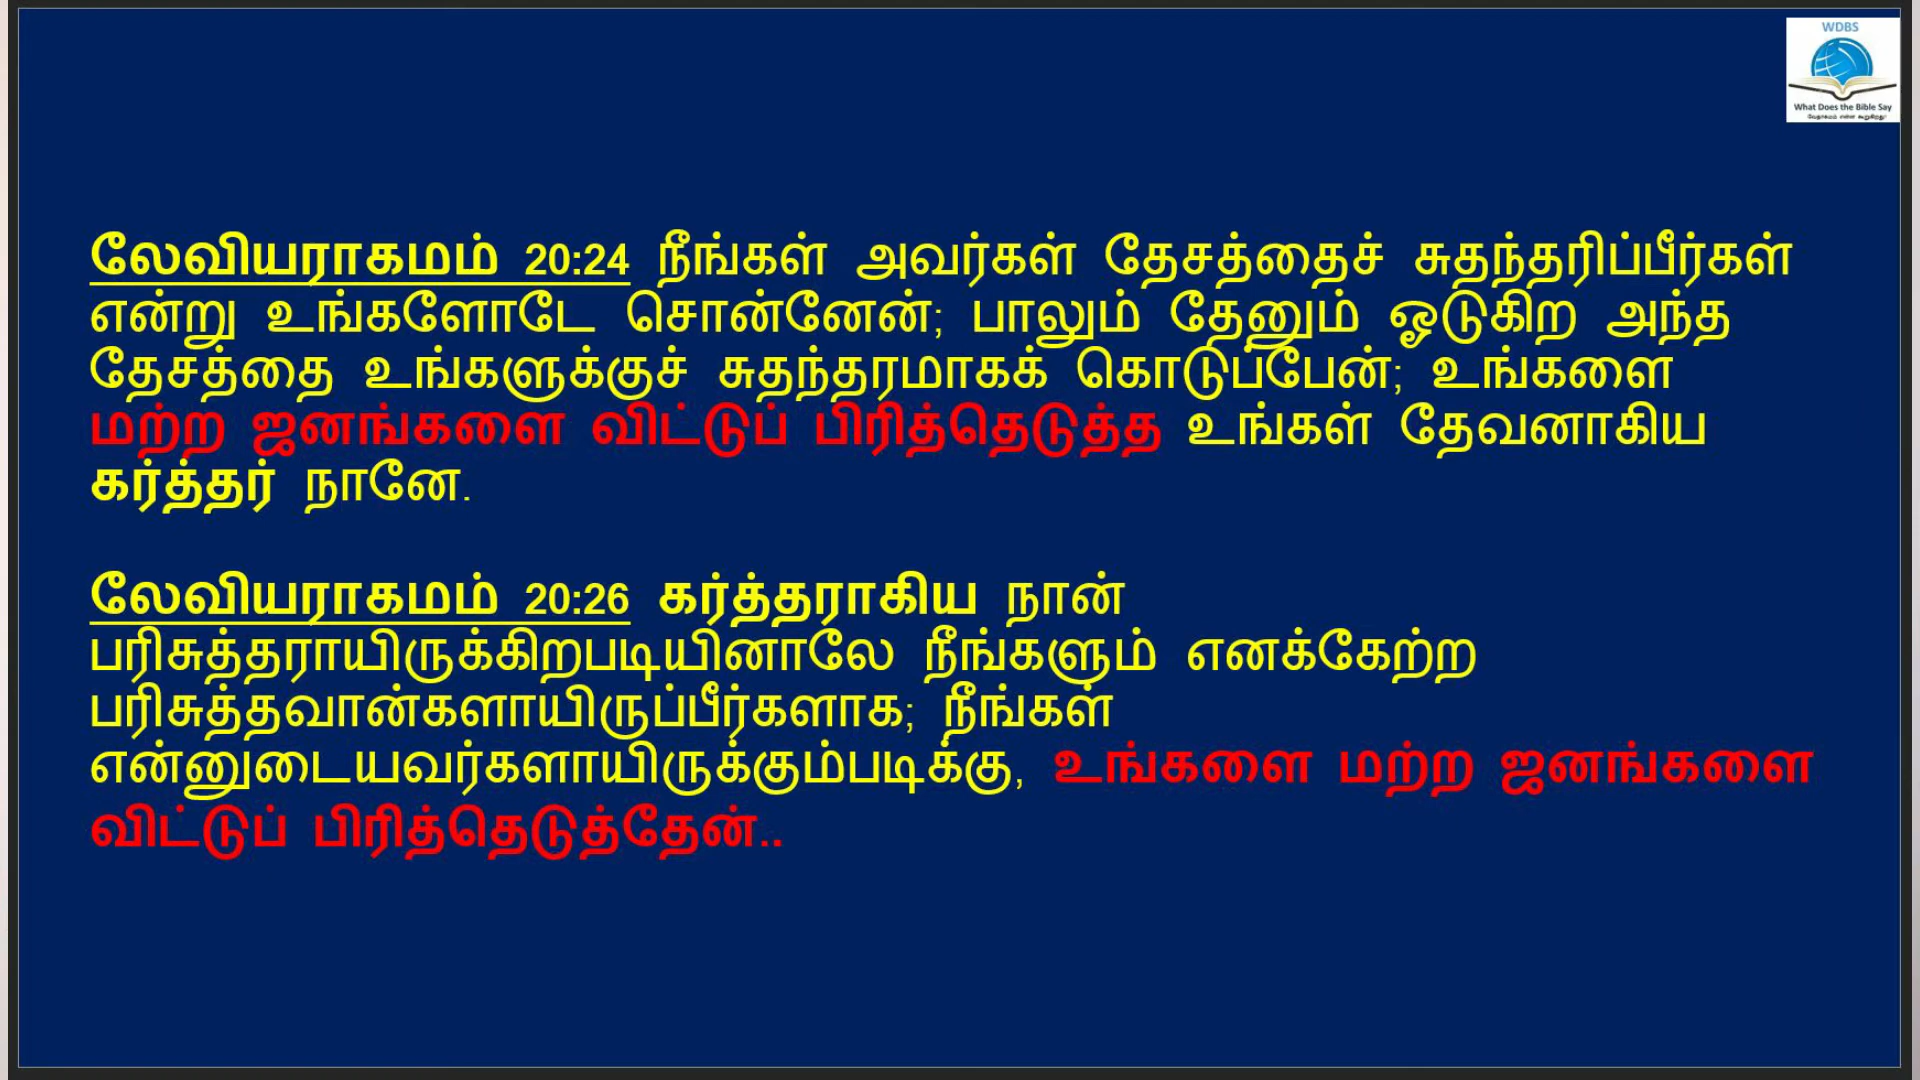 WDBS
What Does the Bible Say
வேதாகமம் என்ன கூறுகிறது?
லேவியராகமம் 20:24 நீங்கள் அவர்கள் தேசத்தைச் சுதந்தரிப்பீர்கள்
என்று உங்களோடே சொன்னேன்; பாலும் தேனும் ஓடுகிற அந்த
தேசத்தை உங்களுக்குச் சுதந்தரமாகக் கொடுப்பேன்; உங்களை
மற்ற ஜனங்களை விட்டுப் பிரித்தெடுத்த உங்கள் தேவனாகிய
கர்த்தர் நானே.
லேவியராகமம் 20:26 கர்த்தராகிய நான்
பரிசுத்தராயிருக்கிறபடியினாலே நீங்களும் எனக்கேற்ற
பரிசுத்தவான்களாயிருப்பீர்களாக; நீங்கள்
என்னுடையவர்களாயிருக்கும்படிக்கு, உங்களை மற்ற ஜனங்களை
விட்டுப் பிரித்தெடுத்தேன்..